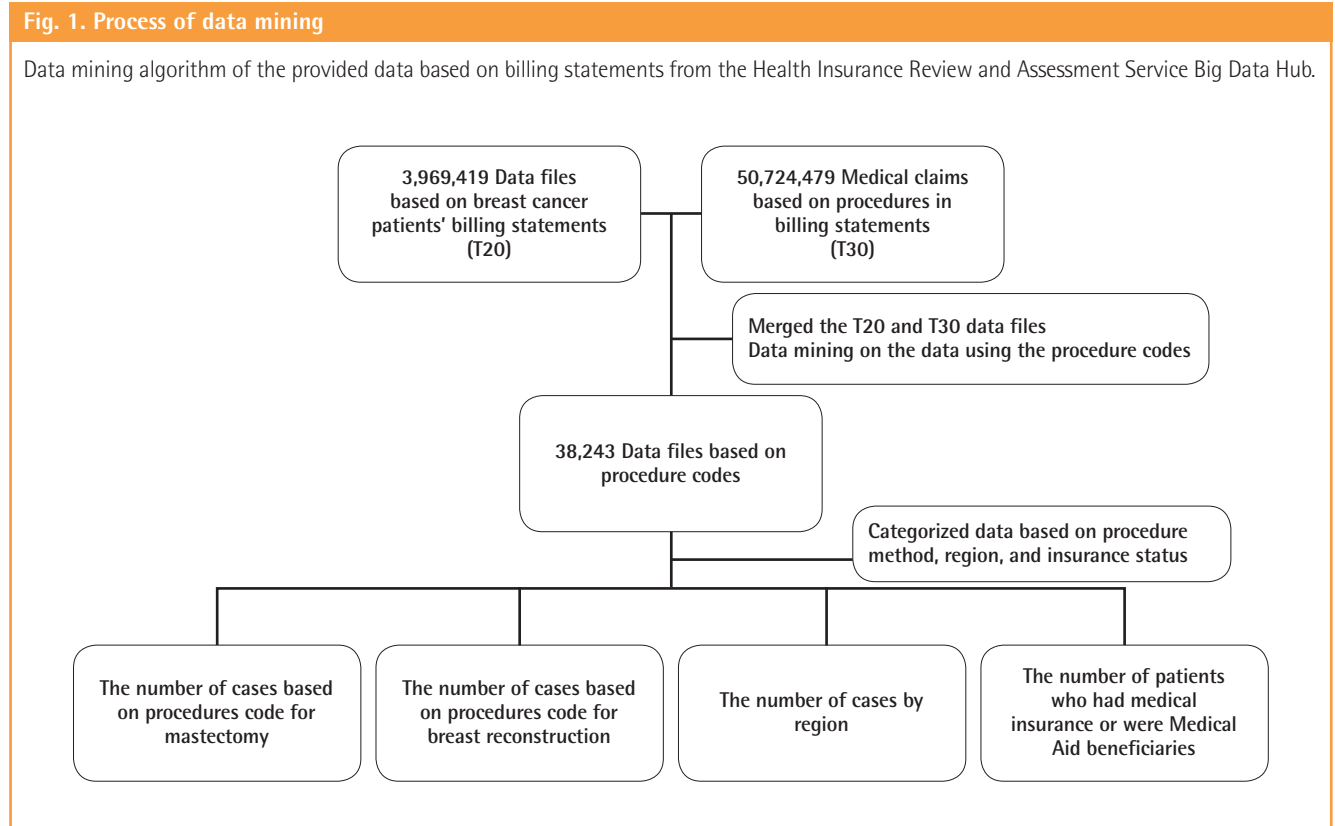 Fig. 1. Process of data mining
Data mining algorithm of the provided data based on billing statements from the Health Insurance Review and Assessment Service Big Data Hub.
3,969,419 Data files
based on breast cancer
patients' billing statements
(T20)
50,724,479 Medical claims
based on procedures in
billing statements
(T30)
Merged the T20 and T30 data files
Data mining on the data using the procedure codes
38,243 Data files based on
procedure codes
Categorized data based on procedure
method, region, and insurance status
The number of cases based
on procedures code for
mastectomy
The number of cases based
on procedures code for
breast reconstruction
The number of cases by
region
The number of patients
who had medical
insurance or were Medical
Aid beneficiaries